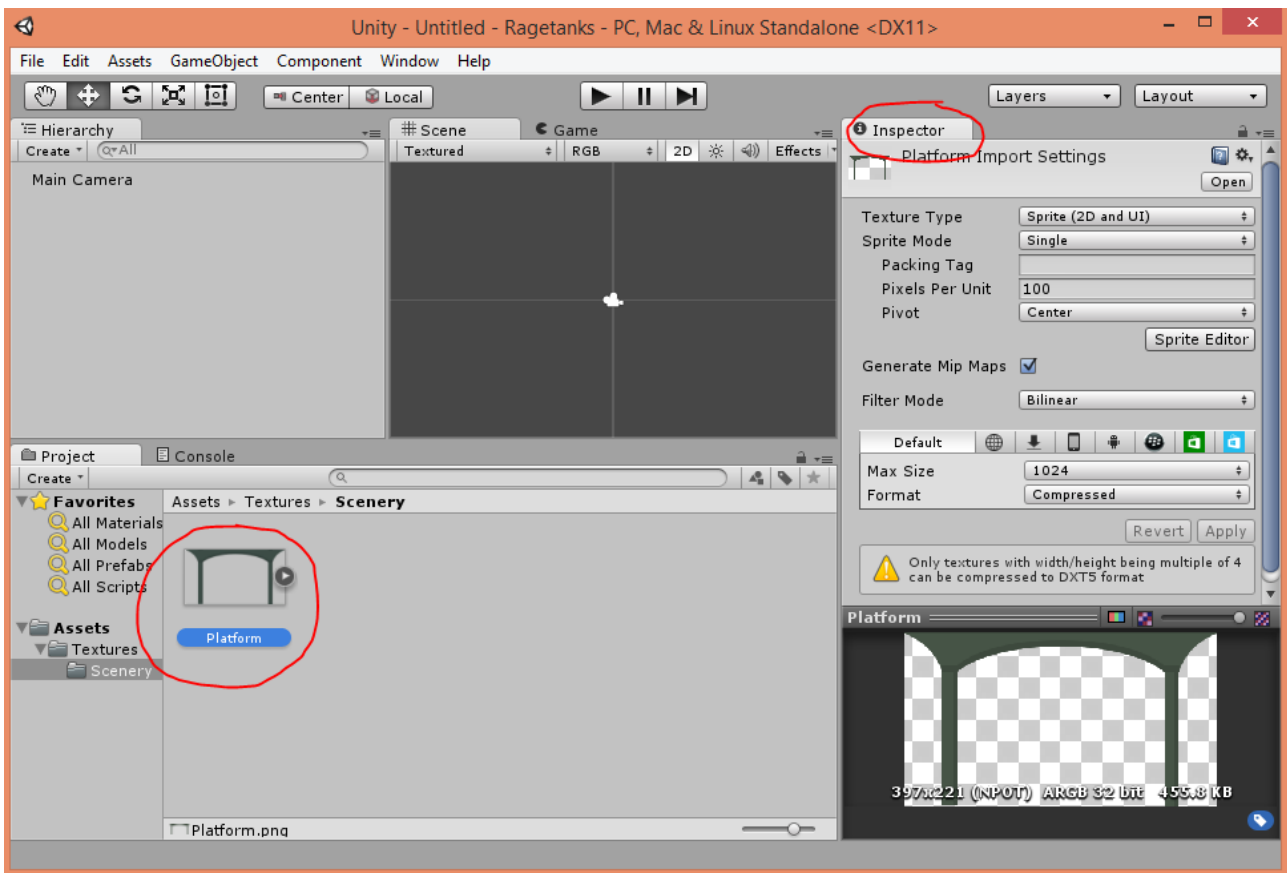 Unity - Untitled - Ragetanks - PC, Mac & Linux Standalone <DX11>
File Edit Assets GameObject Component Window Help
Center Local Layers Layout
Hierarchy
Create All
Main Camera
Scene Game
Textured RGB 2D Effects
Inspector
Platform Import Settings
Open
Texture Type Sprite (2D and UI)
Sprite Mode Single
Packing Tag
Pixels Per Unit 100
Pivot Center
Sprite Editor
Generate Mip Maps
Filter Mode Bilinear
Default
Max Size 1024
Format Compressed
Revert Apply
Only textures with width/height being multiple of 4
can be compressed to DXT5 format
Project Console
Create
Favorites
All Materials
All Models
All Prefabs
All Scripts
Assets
Textures
Scenery
Assets Textures Scenery
Platform
Platform.png
Platform
397x221 (NPOT) ARGB 32 bit 455.8 KB